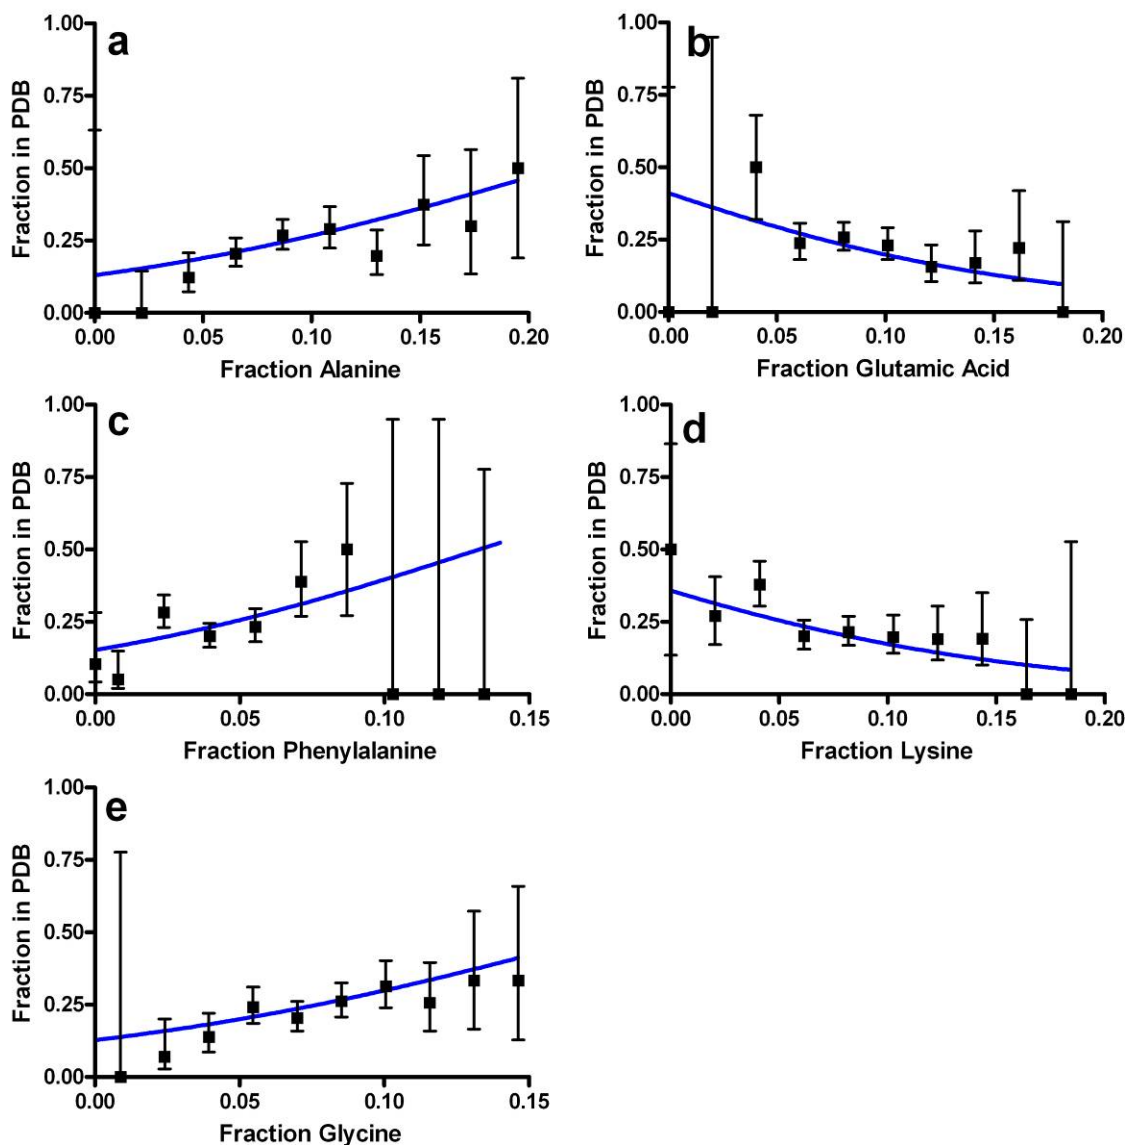 a
Fraction in PDB
1.00
0.75
0.50
0.25
0.00
0.00 0.05 0.10 0.15 0.20
Fraction Alanine
b
Fraction in PDB
1.00
0.75
0.50
0.25
0.00
0.00 0.05 0.10 0.15 0.20
Fraction Glutamic Acid
c
Fraction in PDB
1.00
0.75
0.50
0.25
0.00
0.00 0.05 0.10 0.15
Fraction Phenylalanine
d
Fraction in PDB
1.00
0.75
0.50
0.25
0.00
0.00 0.05 0.10 0.15 0.20
Fraction Lysine
e
Fraction in PDB
1.00
0.75
0.50
0.25
0.00
0.00 0.05 0.10 0.15
Fraction Glycine